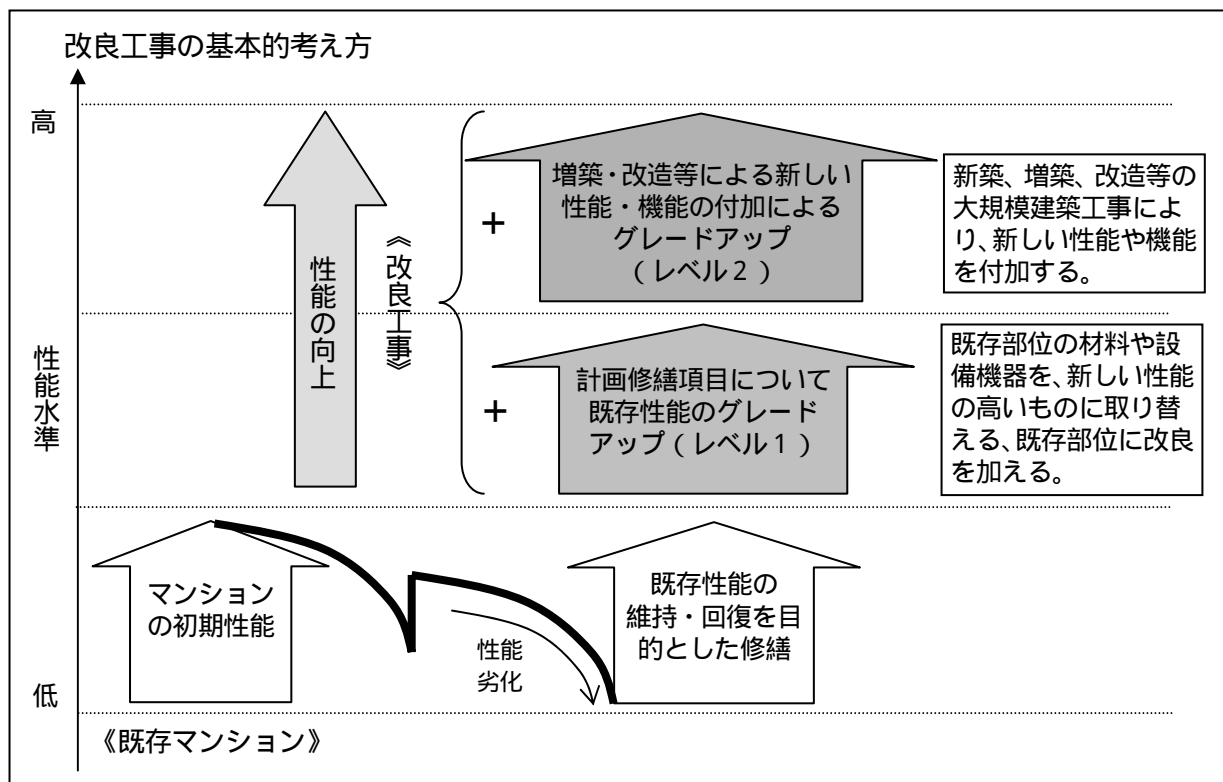 改良工事の基本的考え方
高
増築・改造等による新しい
性能・機能の付加による
グレードアップ
(レベル2)
新築、増築、改造等の
大規模建築工事によ
り、新しい性能や機能
を付加する。
+
性能の向上
《改良工事》
性能水準
計画修繕項目について
既存性能のグレード
アップ(レベル1)
既存部位の材料や設
備機器を、新しい性能
の高いものに取り替
える、既存部位に改良
を加える。
+
マンション
の初期性能
既存性能の
維持・回復を目
的とした修繕
性能
劣化
低
《既存マンション》